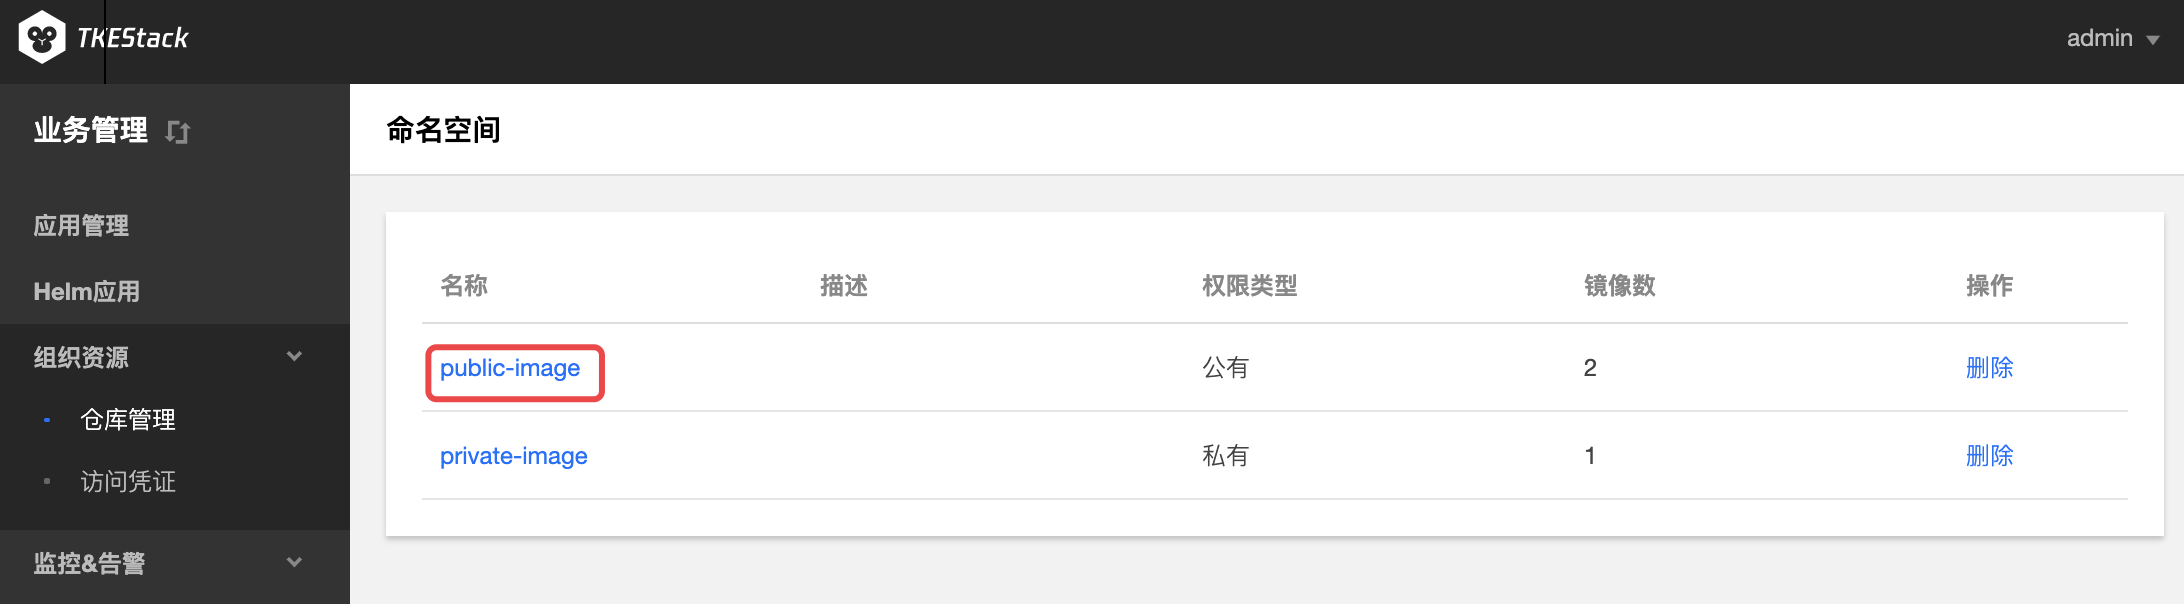 TKEStack
admin
业务管理
应用管理
Helm应用
组织资源
仓库管理
访问凭证
监控&告警
命名空间
名称 描述 权限类型 镜像数 操作
public-image 公有 2 删除
private-image 私有 1 删除